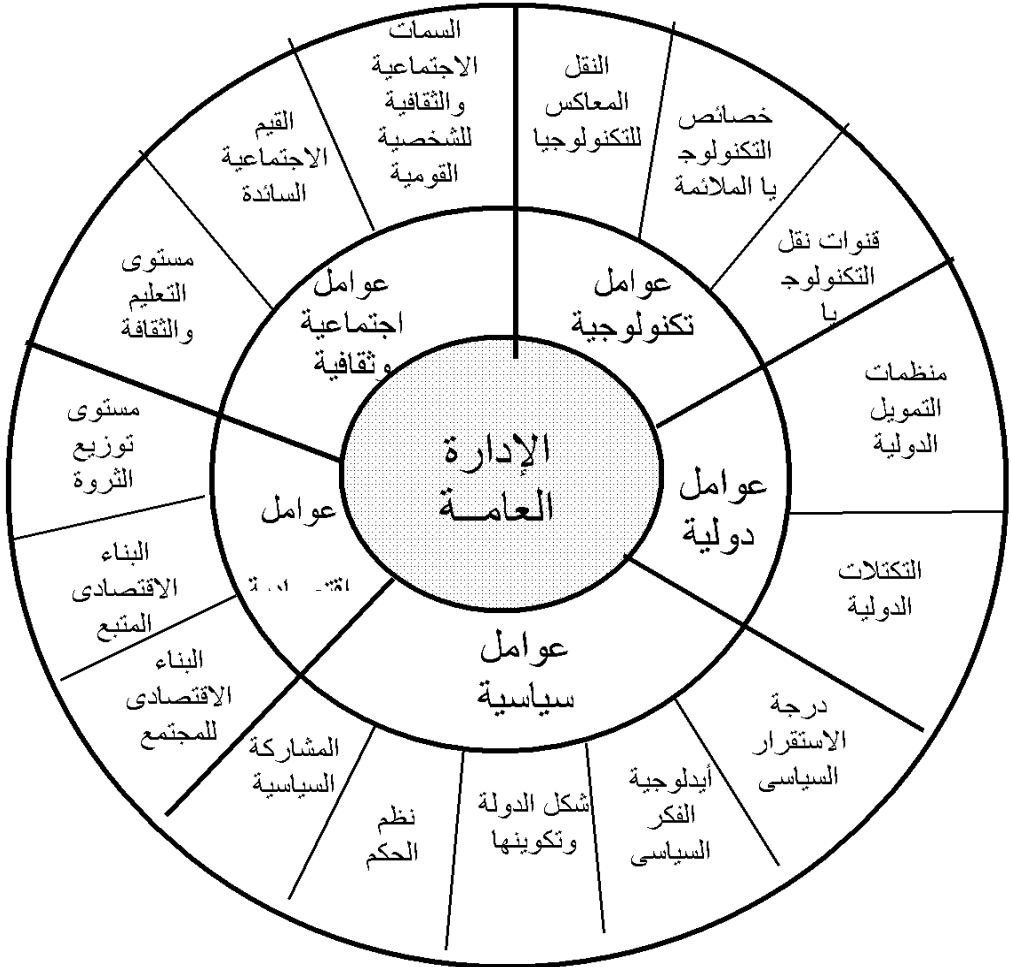 السمات
الاجتماعية
والثقافية
للشخصية
القومية
النقل
المعاكس
للتكنولوجيا
خصائص
التكنولوج
يا الملائمة
قنوات نقل
التكنولوج
يا
القيم
الاجتماعية
السائدة
مستوى
التعليم
والثقافة
عوامل
تكنولوجية
عوامل
اجتماعية
وثقافية
منظمات
التمويل
الدولية
التكتلات
الدولية
عوامل
دولية
الإدارة
العامــة
عوامل
مستوى
توزيع
الثروة
البناء
الاقتصادى
المتبع
البناء
الاقتصادى
للمجتمع
عوامل
سياسية
درجة
الاستقرار
السياسى
أيدلوجية
الفكر
السياسى
شكل الدولة
وتكوينها
نظم
الحكم
المشاركة
السياسية